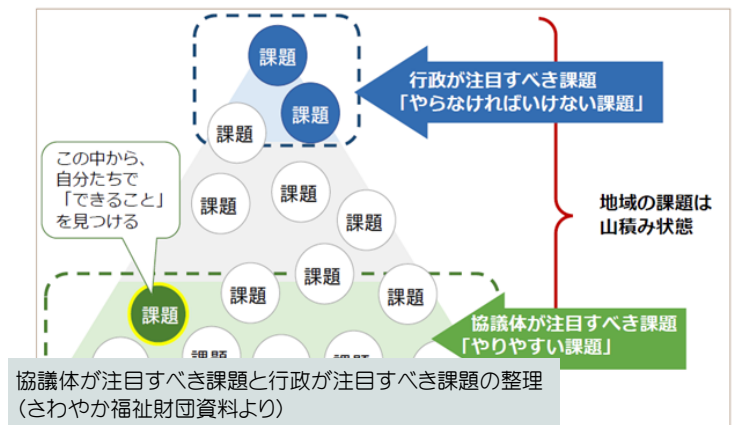 課題
課題
行政が注目すべき課題
「やらなければいけない課題」
課題
この中から、
自分たちで
「できること」
を見つける
課題
課題
課題
地域の課題は
山積み状態
課題
課題
課題
課題
協議体が注目すべき課題
「やりやすい課題」
課題
課題
協議体が注目すべき課題と行政が注目すべき課題の整理
（さわやか福祉財団資料より）